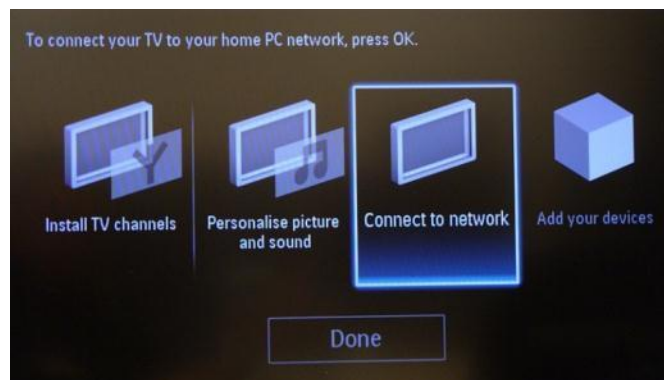 To connect your TV to your home PC network, press OK.
Install TV channels
Personalise picture
and sound
Connect to network
Add your devices
Done